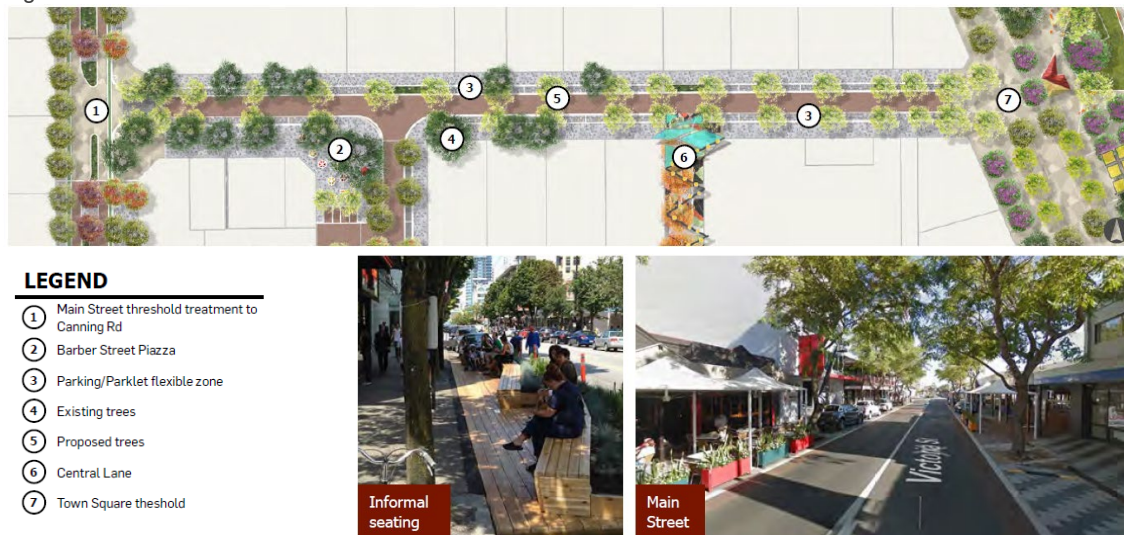 1
2
3
3
4
5
6
7
LEGEND
1 Main Street threshold treatment to
Canning Rd
2 Barber Street Piazza
3 Parking/Parklet flexible zone
4 Existing trees
5 Proposed trees
6 Central Lane
7 Town Square theshold
Informal
seating
Victoria St
Main
Street